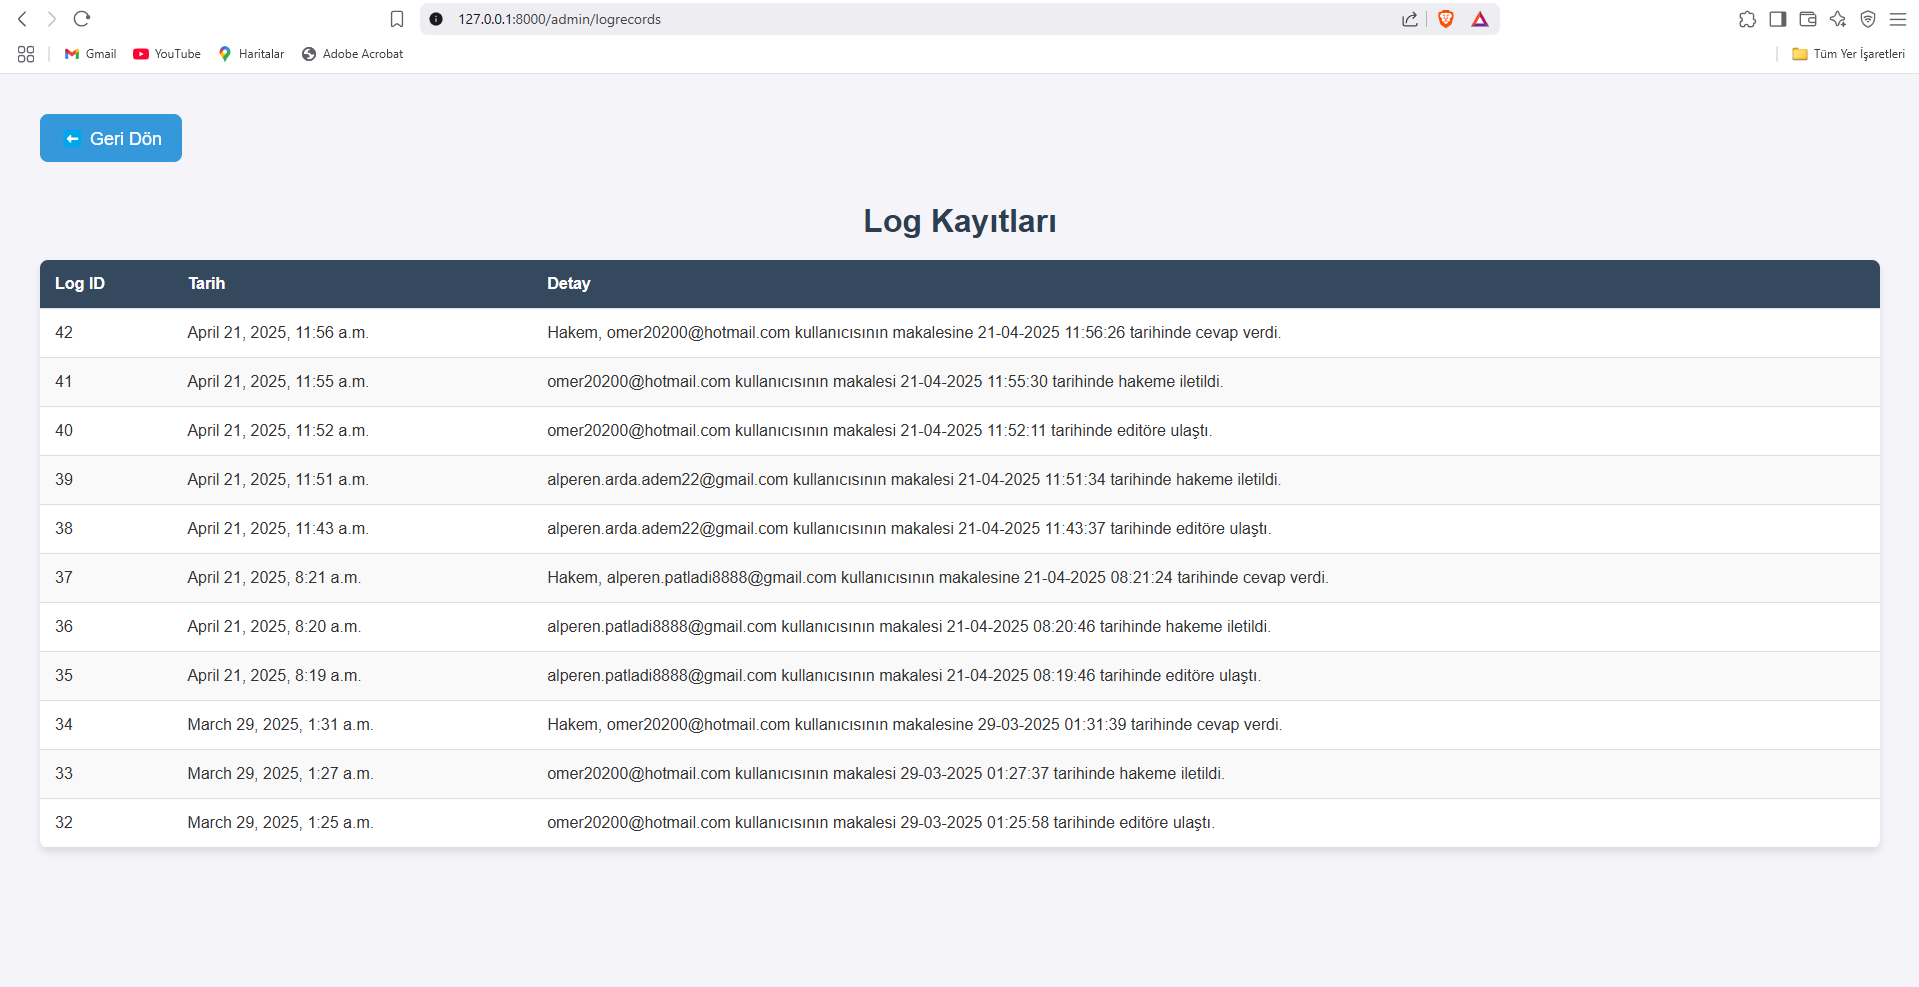 127.0.0.1:8000/admin/logrecords
Gmail YouTube Haritalar Adobe Acrobat Tüm Yer İşaretleri
Geri Dön
Log Kayıtları
Log ID Tarih Detay
42 April 21, 2025, 11:56 a.m. Hakem, omer20200@hotmail.com kullanıcısının makalesine 21-04-2025 11:56:26 tarihinde cevap verdi.
41 April 21, 2025, 11:55 a.m. omer20200@hotmail.com kullanıcısının makalesi 21-04-2025 11:55:30 tarihinde hakeme iletildi.
40 April 21, 2025, 11:52 a.m. omer20200@hotmail.com kullanıcısının makalesi 21-04-2025 11:52:11 tarihinde editöre ulaştı.
39 April 21, 2025, 11:51 a.m. alperen.arda.adem22@gmail.com kullanıcısının makalesi 21-04-2025 11:51:34 tarihinde hakeme iletildi.
38 April 21, 2025, 11:43 a.m. alperen.arda.adem22@gmail.com kullanıcısının makalesi 21-04-2025 11:43:37 tarihinde editöre ulaştı.
37 April 21, 2025, 8:21 a.m. Hakem, alperen.patladi8888@gmail.com kullanıcısının makalesine 21-04-2025 08:21:24 tarihinde cevap verdi.
36 April 21, 2025, 8:20 a.m. alperen.patladi8888@gmail.com kullanıcısının makalesi 21-04-2025 08:20:46 tarihinde hakeme iletildi.
35 April 21, 2025, 8:19 a.m. alperen.patladi8888@gmail.com kullanıcısının makalesi 21-04-2025 08:19:46 tarihinde editöre ulaştı.
34 March 29, 2025, 1:31 a.m. Hakem, omer20200@hotmail.com kullanıcısının makalesine 29-03-2025 01:31:39 tarihinde cevap verdi.
33 March 29, 2025, 1:27 a.m. omer20200@hotmail.com kullanıcısının makalesi 29-03-2025 01:27:37 tarihinde hakeme iletildi.
32 March 29, 2025, 1:25 a.m. omer20200@hotmail.com kullanıcısının makalesi 29-03-2025 01:25:58 tarihinde editöre ulaştı.